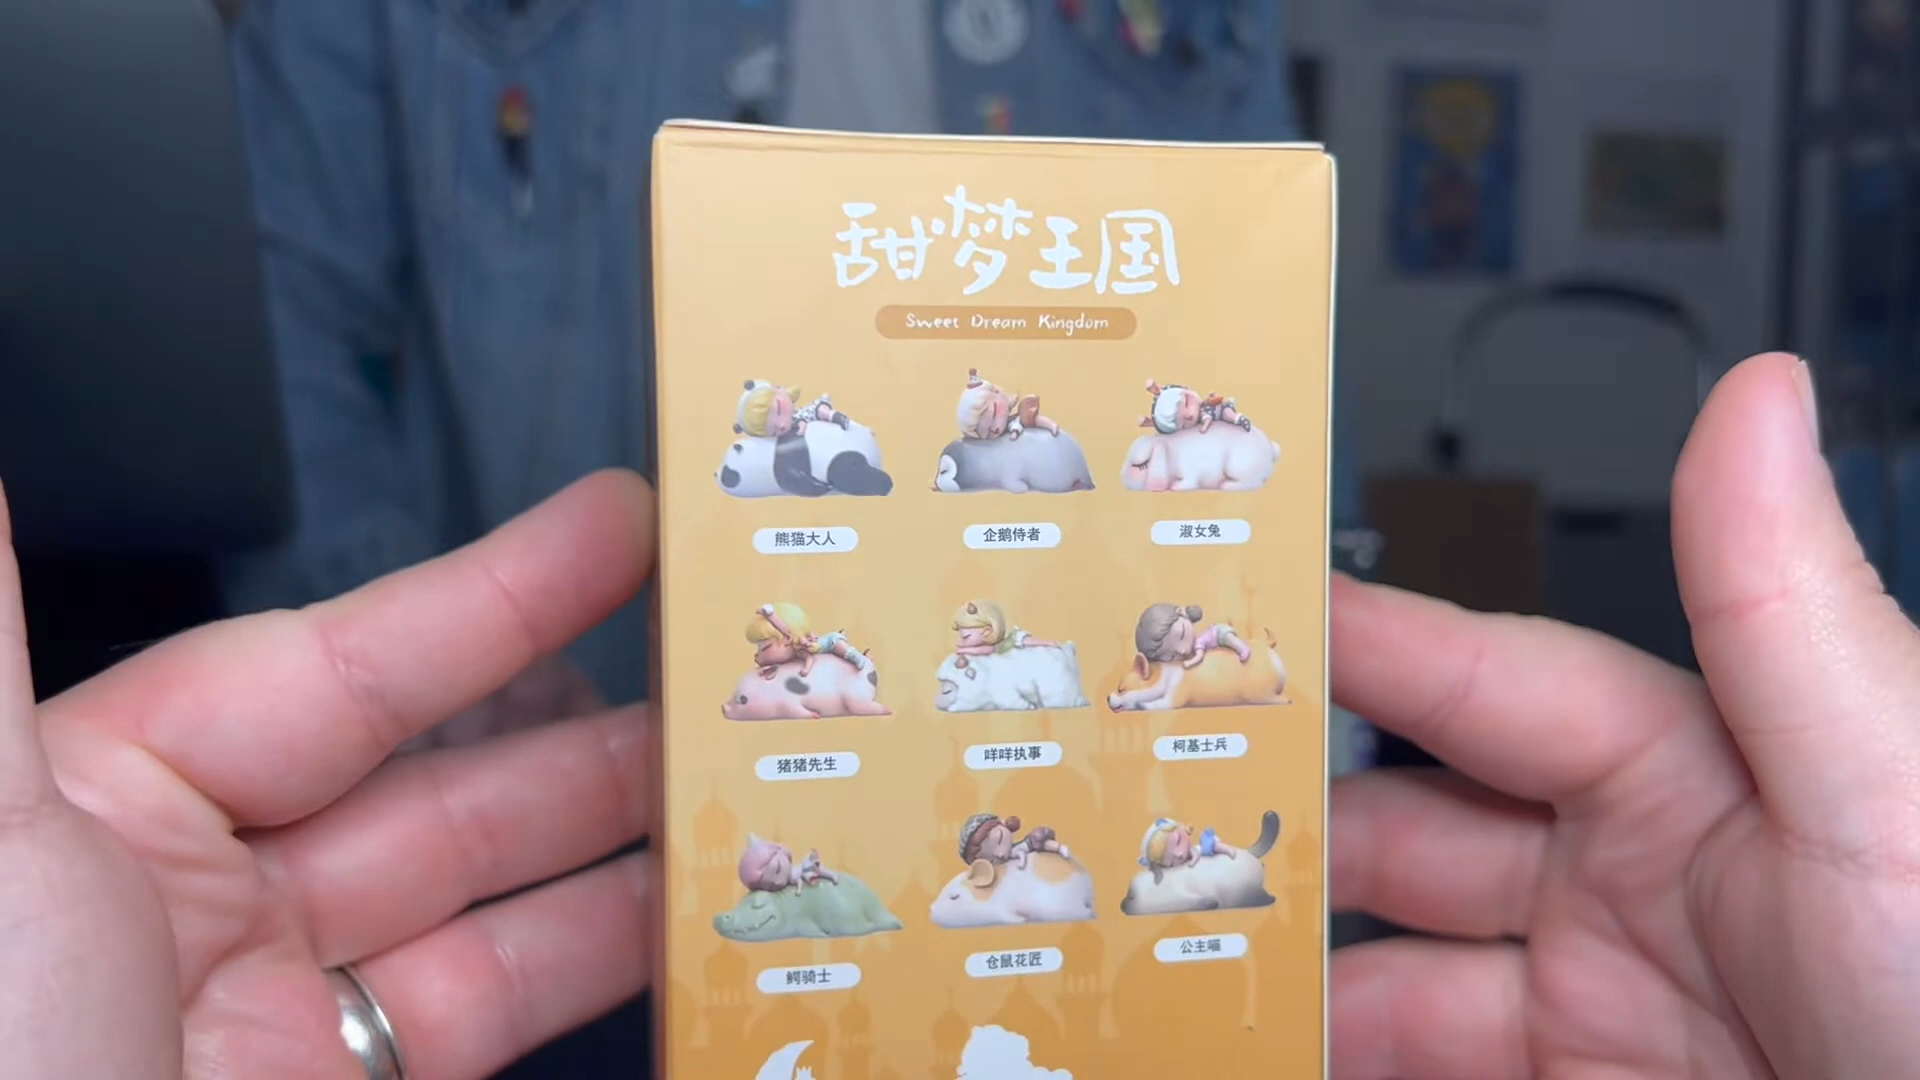 甜梦王国
Sweet Dream Kingdom
熊猫大人
企鹅侍者
淑女兔
猪猪先生
咩咩执事
柯基士兵
鳄骑士
仓鼠花匠
公主喵